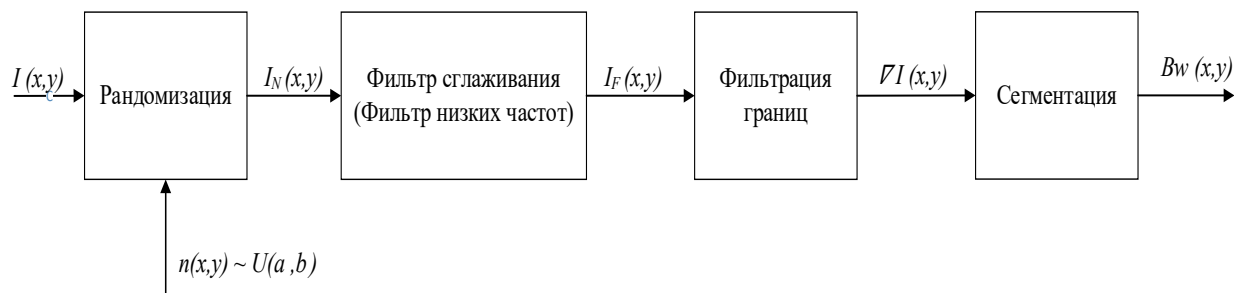 I (x,y)
Рандомизация
I_N (x,y)
Фильтр сглаживания
(Фильтр низких частот)
I_F (x,y)
Фильтрация
границ
∇I (x,y)
Сегментация
Bw (x,y)
n(x,y) ~ U(a ,b)